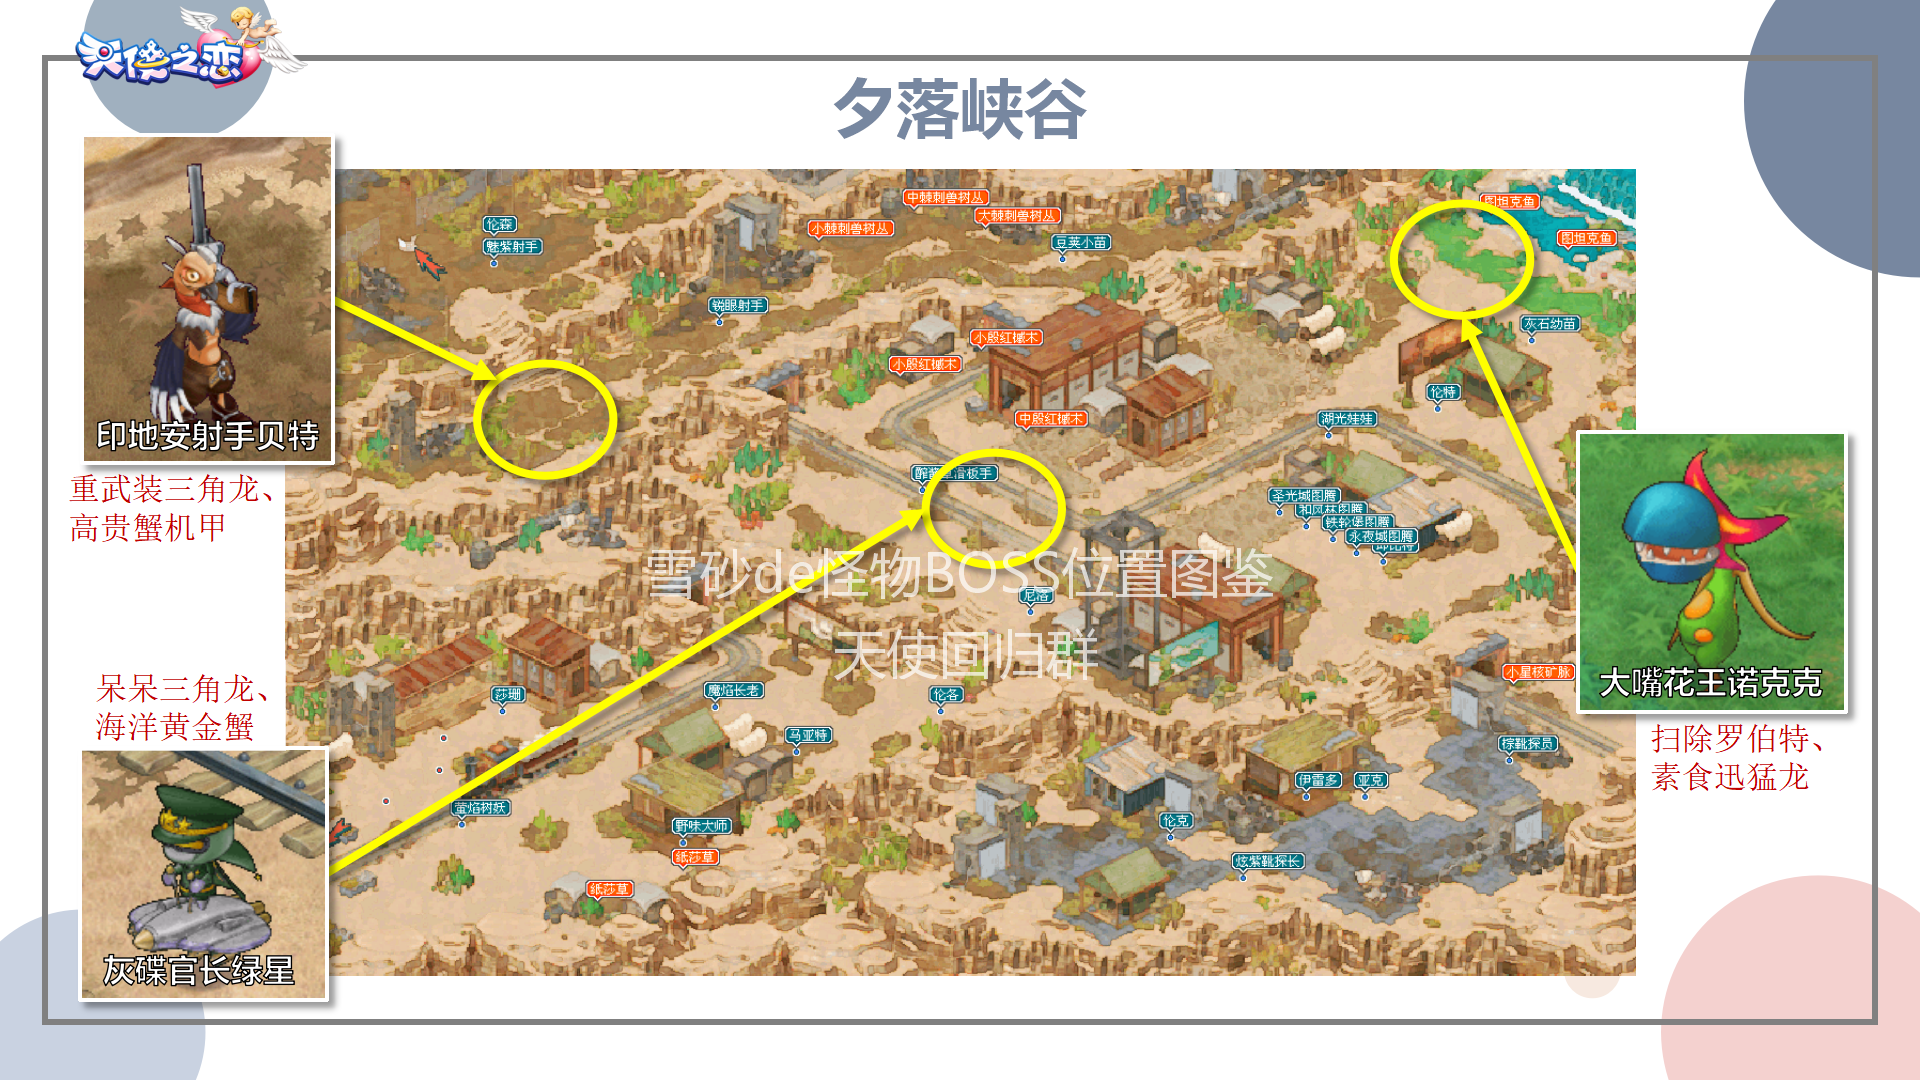 天使之恋
夕落峡谷
印地安射手贝特
重武装三角龙、
高贵蟹机甲
呆呆三角龙、
海洋黄金蟹
灰碟官长绿星
大嘴花王诺克克
扫除罗伯特、
素食迅猛龙
伦森
魅紫射手
锐眼射手
小棘刺兽树丛
中棘刺兽树丛
大棘刺兽树丛
豆荚小苗
图坦克鱼
图坦克鱼
灰石幼苗
小殷红槭木
小殷红槭木
中殷红槭木
伦特
湖光娃娃
滑板手
圣光城图腾
和风林图腾
铁轮堡图腾
永夜城图腾
雪砂de怪物BOSS位置图鉴
天使回归群
尼洛
莎珊
魔焰长老
伦各
马亚特
小星核矿脉
棕靴探员
伊雷多
亚克
萤焰树妖
野味大师
纸莎草
纸莎草
伦克
炫紫靴探长